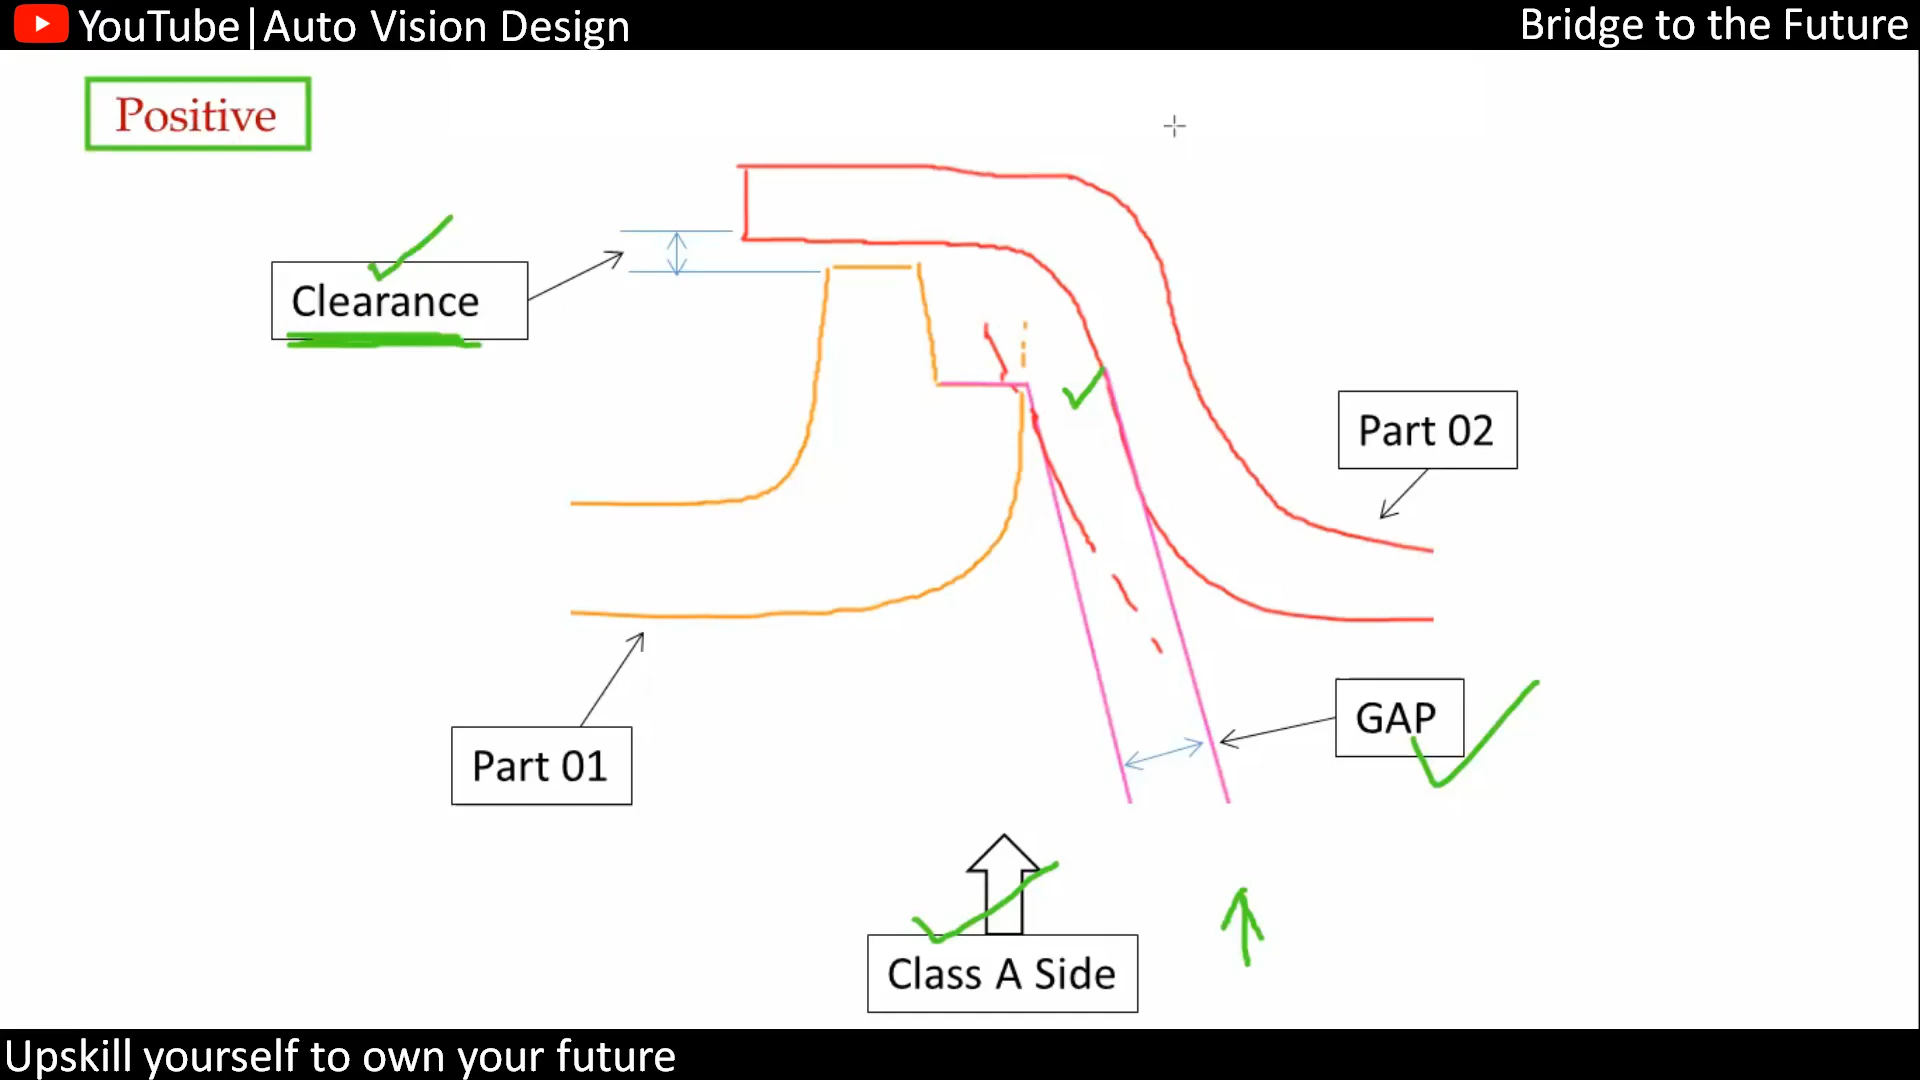 YouTube|Auto Vision Design
Bridge to the Future
Positive
Clearance
Part 02
GAP
Part 01
Class A Side
Upskill yourself to own your future